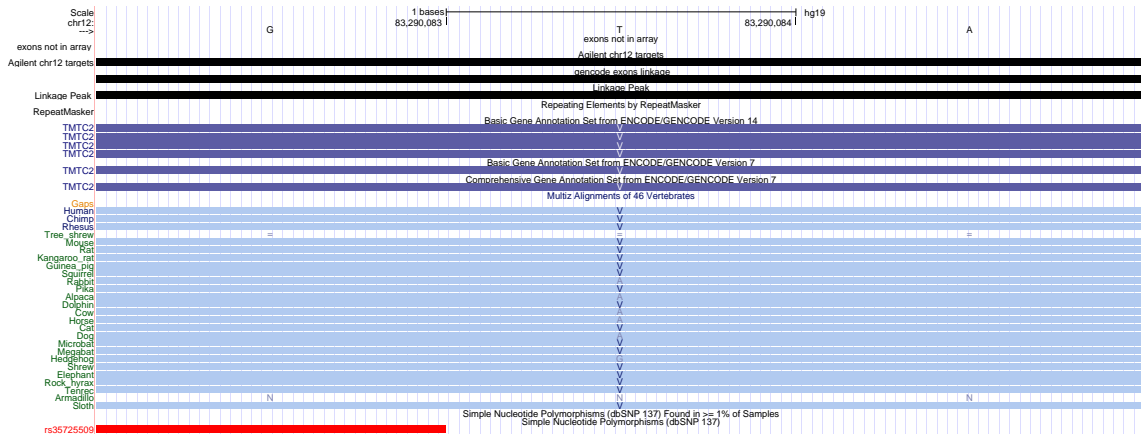 Scale 1 bases hg19
chr12: 83,290,083 83,290,084
---> G T A
exons not in array
exons not in array
Agilent chr12 targets
Agilent chr12 targets
gencode exons linkage
Linkage Peak
Linkage Peak
Repeating Elements by RepeatMasker
RepeatMasker
Basic Gene Annotation Set from ENCODE/GENCODE Version 14
TMTC2 V
TMTC2 V
TMTC2 V
TMTC2 V
Basic Gene Annotation Set from ENCODE/GENCODE Version 7
TMTC2 V
Comprehensive Gene Annotation Set from ENCODE/GENCODE Version 7
TMTC2 V
Multiz Alignments of 46 Vertebrates
Gaps
Human V
Chimp V
Rhesus V
Tree_shrew = = =
Mouse V
Rat V
Kangaroo_rat V
Guinea_pig V
Squirrel V
Rabbit A
Pika V
Alpaca A
Dolphin V
Cow A
Horse A
Cat V
Dog A
Microbat V
Megabat V
Hedgehog G
Shrew V
Elephant V
Rock_hyrax V
Tenrec V
Armadillo N N N
Sloth V
Simple Nucleotide Polymorphisms (dbSNP 137) Found in >= 1% of Samples
Simple Nucleotide Polymorphisms (dbSNP 137)
rs35725509